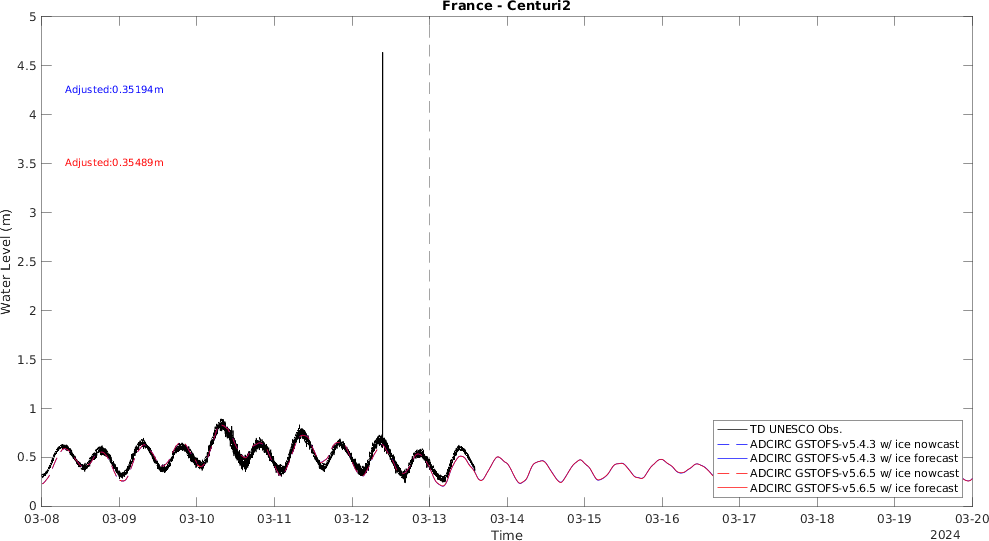 France - Centuri2
5
4.5
4
3.5
3
2.5
2
1.5
1
0.5
0
Water Level (m)
Adjusted:0.35194m
Adjusted:0.35489m
TD UNESCO Obs.
ADCIRC GSTOFS-v5.4.3 w/ ice nowcast
ADCIRC GSTOFS-v5.4.3 w/ ice forecast
ADCIRC GSTOFS-v5.6.5 w/ ice nowcast
ADCIRC GSTOFS-v5.6.5 w/ ice forecast
03-08 03-09 03-10 03-11 03-12 03-13 03-14 03-15 03-16 03-17 03-18 03-19 03-20
Time
2024